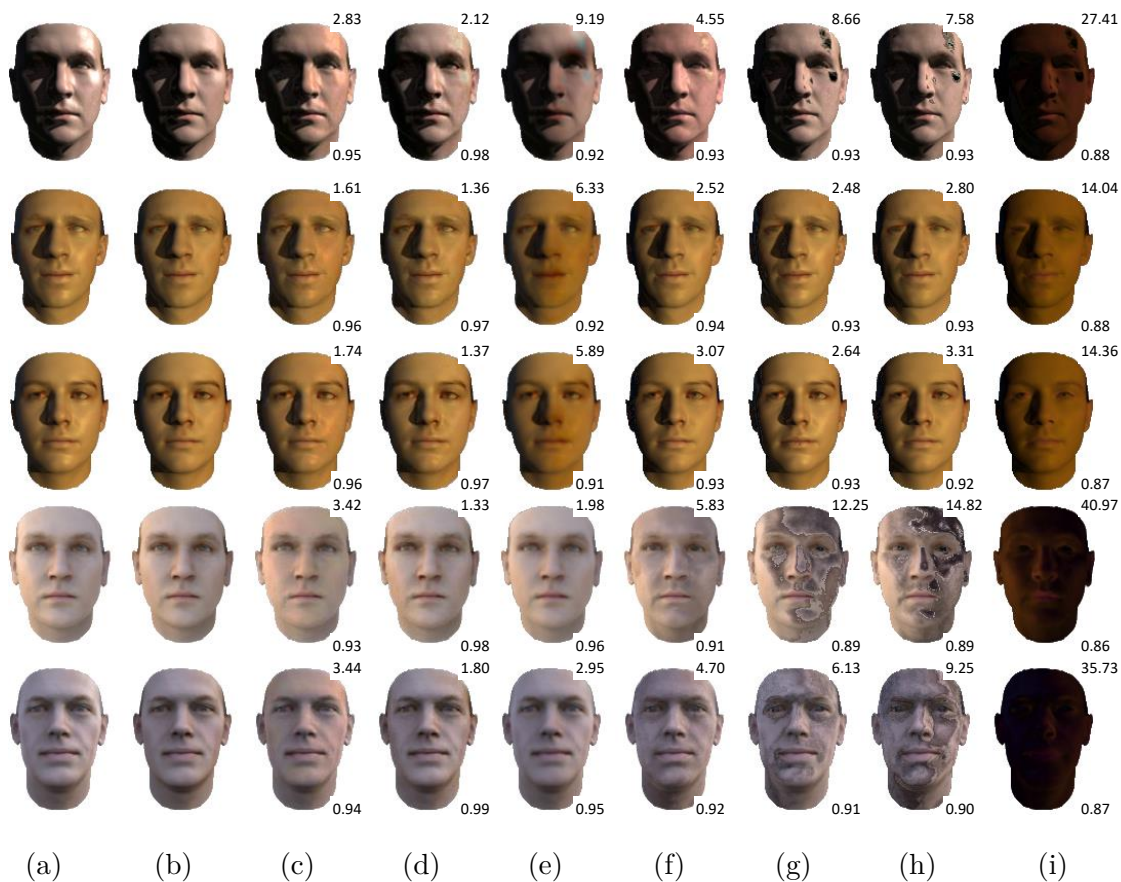 2.83 2.12 9.19 4.55 8.66 7.58 27.41
0.95 0.98 0.92 0.93 0.93 0.93 0.88
1.61 1.36 6.33 2.52 2.48 2.80 14.04
0.96 0.97 0.92 0.94 0.93 0.93 0.88
1.74 1.37 5.89 3.07 2.64 3.31 14.36
0.96 0.97 0.91 0.93 0.93 0.92 0.87
3.42 1.33 1.98 5.83 12.25 14.82 40.97
0.93 0.98 0.96 0.91 0.89 0.89 0.86
3.44 1.80 2.95 4.70 6.13 9.25 35.73
0.94 0.99 0.95 0.92 0.91 0.90 0.87
(a) (b) (c) (d) (e) (f) (g) (h) (i)